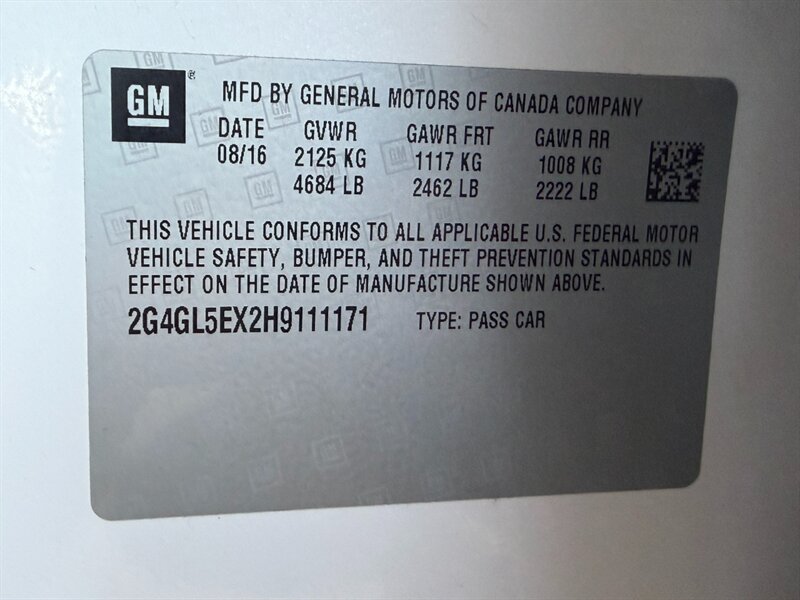 GM
MFD BY GENERAL MOTORS OF CANADA COMPANY
DATE GVWR GAWR FRT GAWR RR
08/16 2125 KG 1117 KG 1008 KG
4684 LB 2462 LB 2222 LB
THIS VEHICLE CONFORMS TO ALL APPLICABLE U.S. FEDERAL MOTOR
VEHICLE SAFETY, BUMPER, AND THEFT PREVENTION STANDARDS IN
EFFECT ON THE DATE OF MANUFACTURE SHOWN ABOVE.
2G4GL5EX2H9111171 TYPE: PASS CAR